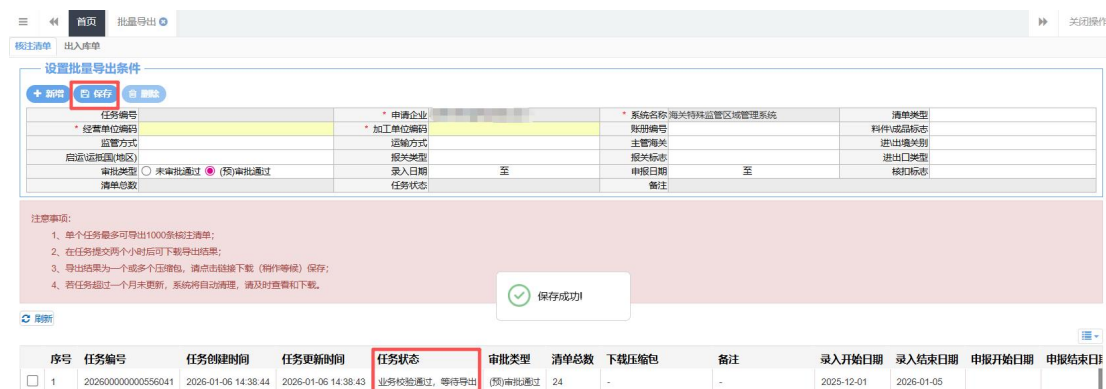 首页 批量导出 关闭操作
核注清单 出入库单
设置批量导出条件
新增 保存 删除
任务编号 * 申请企业 * 系统名称 海关特殊监管区域管理系统 清单类型
* 经营单位编码 * 加工单位编码 账册编号 料件\成品标志
监管方式 运输方式 主管海关 进\出境类别
启运\运抵国(地区) 报关类型 报关标志 进出口类型
审批类型 未审批通过 (预)审批通过 录入日期 至 申报日期 至 核扣标志
清单总数 任务状态 备注
注意事项:
1、单个任务最多可导出1000条核注清单;
2、在任务提交两个小时后可下载导出结果;
3、导出结果为一个或多个压缩包, 请点击链接下载(稍作等候)保存;
4、若任务超过一个月未更新, 系统将自动清理, 请及时查看和下载。
保存成功!
刷新
序号 任务编号 任务创建时间 任务更新时间 任务状态 审批类型 清单总数 下载压缩包 备注 录入开始日期 录入结束日期 申报开始日期 申报结束日期
1 202600000000556041 2026-01-06 14:38:44 2026-01-06 14:38:43 业务校验通过, 等待导出 (预)审批通过 24 - - 2025-12-01 2026-01-05